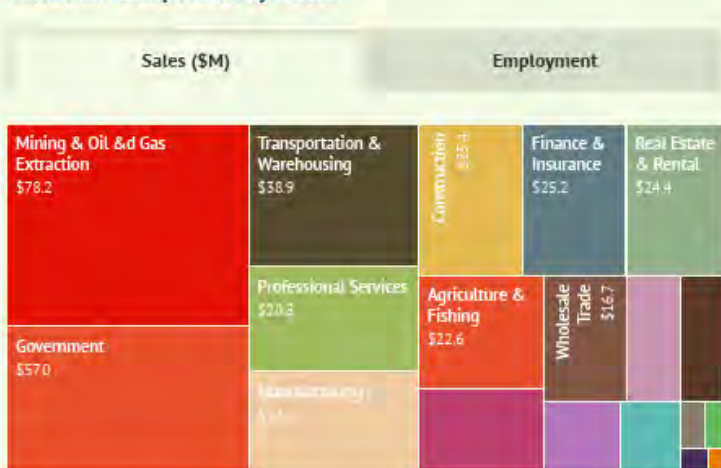 Sales ($M)
Employment
Mining & Oil &d Gas
Extraction
$78.2
Government
$57.0
Transportation &
Warehousing
$38.9
Professional Services
$20.3
Manufacturing
Construction
$25.4
Finance &
Insurance
$25.2
Real Estate
& Rental
$24.4
Agriculture &
Fishing
$22.6
Wholesale
Trade
$16.7